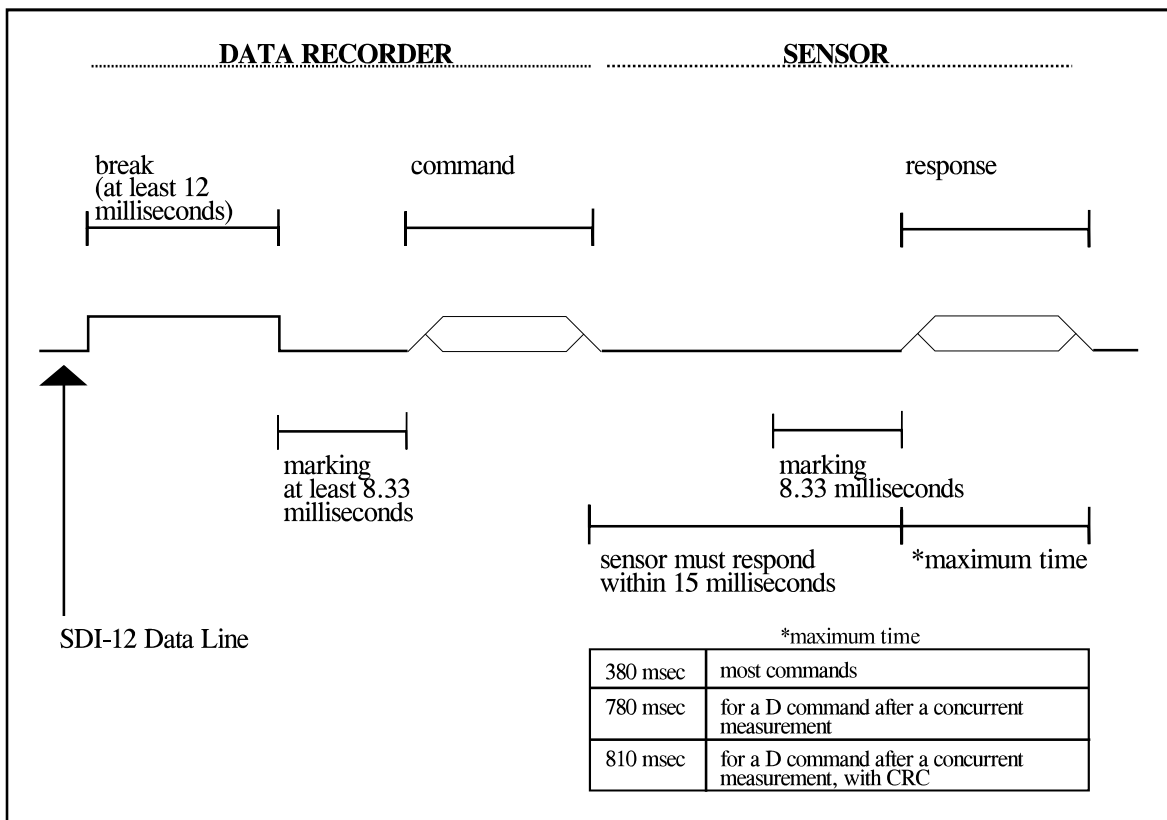 DATA RECORDER
SENSOR
break
(at least 12
milliseconds)
command
response
marking
at least 8.33
milliseconds
marking
8.33 milliseconds
sensor must respond
within 15 milliseconds
*maximum time
SDI-12 Data Line
*maximum time
380 msec most commands
780 msec for a D command after a concurrent
measurement
810 msec for a D command after a concurrent
measurement, with CRC